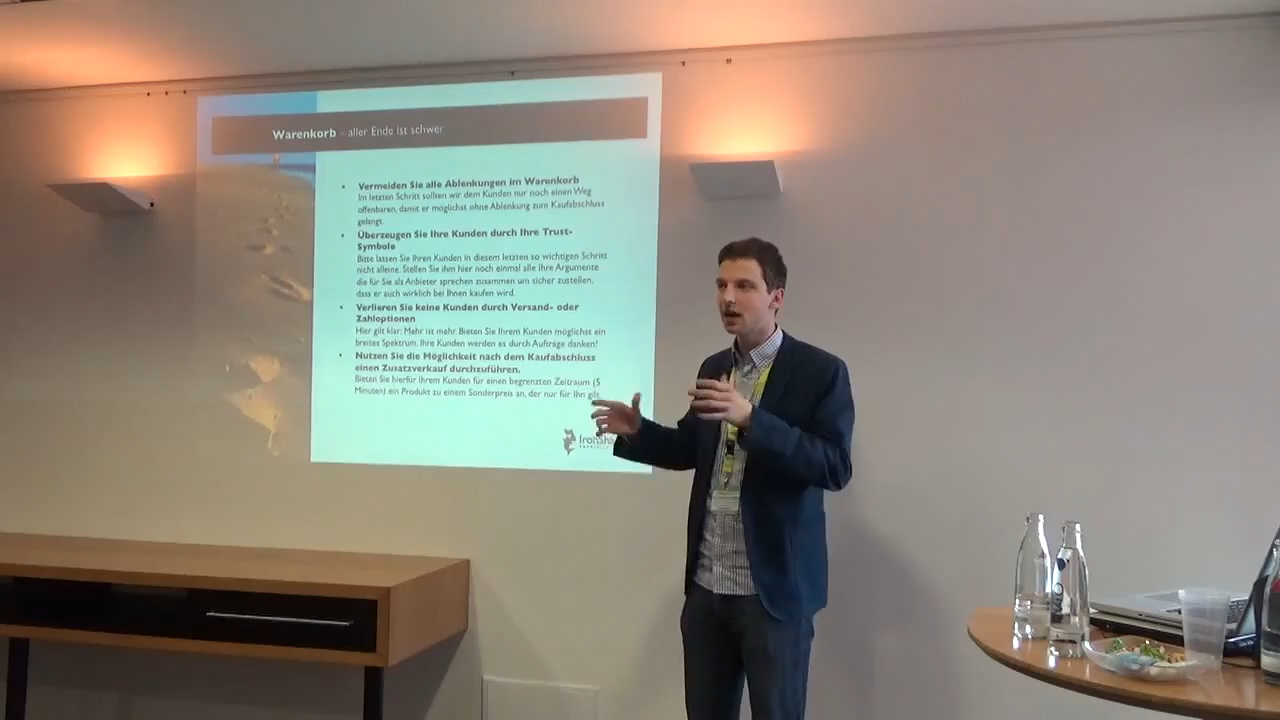 Warenkorb – aller Ende ist schwer
• Vermeiden Sie alle Ablenkungen im Warenkorb
Im letzten Schritt sollten wir dem Kunden nur noch einen Weg
offenbaren, damit er möglichst ohne Ablenkung zum Kaufabschluss
gelangt.
• Überzeugen Sie Ihre Kunden durch Ihre Trust-
Symbole
Bitte lassen Sie Ihren Kunden in diesem letzten so wichtigen Schritt
nicht alleine. Stellen Sie ihm hier noch einmal alle Ihre Argumente
die für Sie als Anbieter sprechen zusammen um sicher zustellen,
dass er auch wirklich bei Ihnen kaufen wird.
• Verlieren Sie keine Kunden durch Versand- oder
Zahloptionen
Hier gilt klar: Mehr ist mehr. Bieten Sie Ihrem Kunden möglichst ein
breites Spektrum. Ihre Kunden werden es durch Aufträge danken!
• Nutzen Sie die Möglichkeit nach dem Kaufabschluss
einen Zusatzverkauf durchzuführen.
Bieten Sie hierfür Ihrem Kunden für einen begrenzten Zeitraum (5
Minuten) ein Produkt zu einem Sonderpreis an, der nur für Ihn gilt.